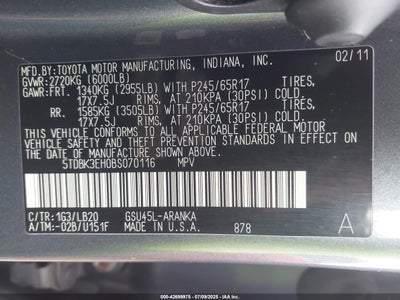 MFD.BY:TOYOTA MOTOR MANUFACTURING, INDIANA, INC.
GVWR:2720KG (6000LB) 02/11
GAWR:FRT. 1340KG (2955LB) WITH P245/65R17 TIRES,
17X7.5J RIMS, AT 210KPA (30PSI) COLD
RR. 1585KG (3505LB) WITH P245/65R17 TIRES,
17X7.5J RIMS, AT 210KPA (30PSI) COLD
THIS VEHICLE CONFORMS TO ALL APPLICABLE FEDERAL MOTOR
VEHICLE SAFETY AND THEFT PREVENTION STANDARDS IN EFFECT ON
THE DATE OF MANUFACTURE SHOWN ABOVE.
5TDBK3EH0BS070116 MPV
C/TR:1G3/LB20 GSU45L-ARANKA
A/TM:-02B/U151F MADE IN U.S.A. 878 A
ID: 000-42699975 - 07/09/2025 - © IAA, LLC